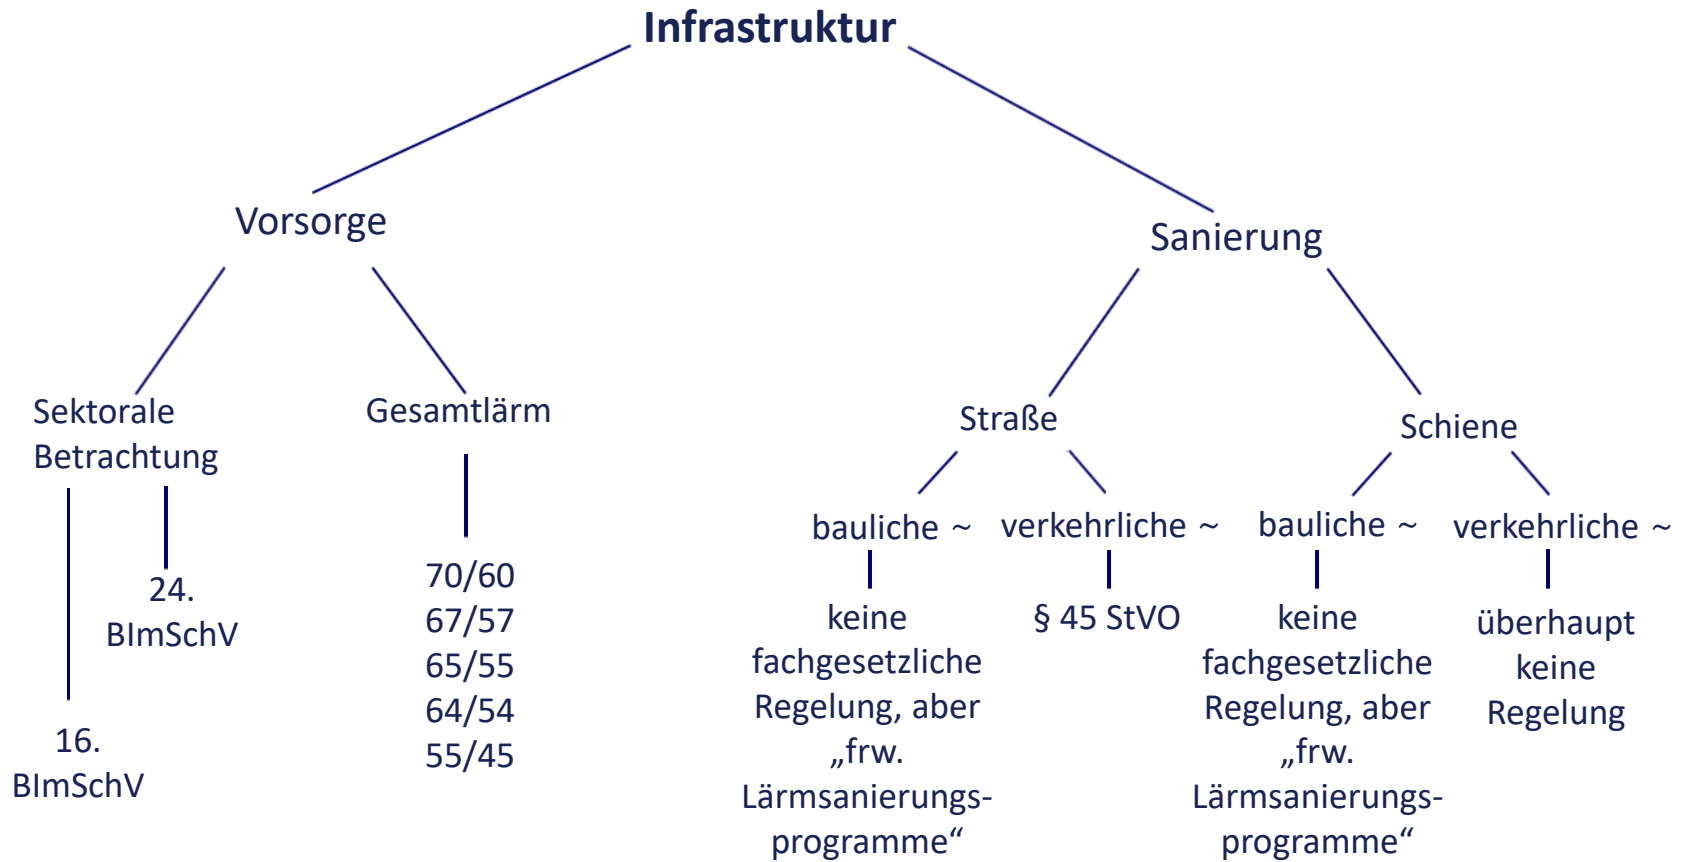 Infrastruktur
Vorsorge
Sanierung
Sektorale
Betrachtung
Gesamtlärm
Straße
Schiene
24.
BImSchV
16.
BImSchV
70/60
67/57
65/55
64/54
55/45
bauliche ~
verkehrliche ~
bauliche ~
verkehrliche ~
keine
fachgesetzliche
Regelung, aber
„frw.
Lärmsanierungs-
programme“
§ 45 StVO
keine
fachgesetzliche
Regelung, aber
„frw.
Lärmsanierungs-
programme“
überhaupt
keine
Regelung